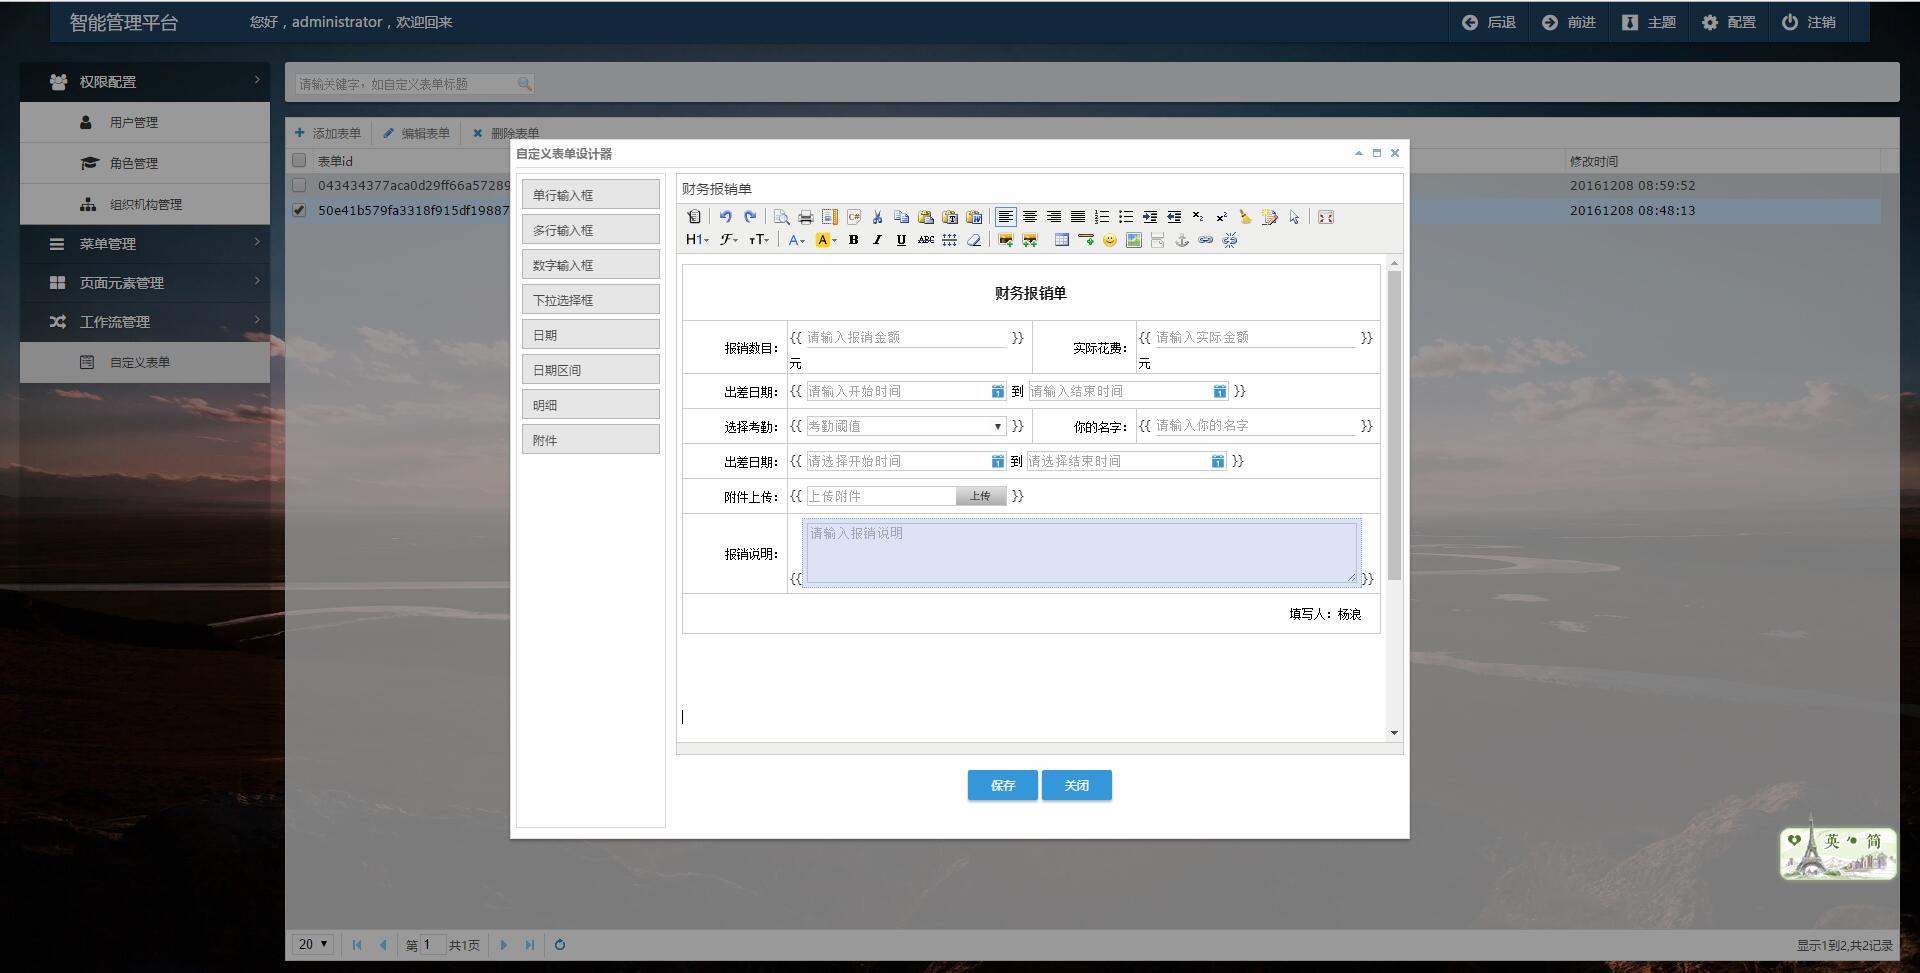 智能管理平台
您好，administrator，欢迎回来
后退
前进
主题
配置
注销
权限配置
用户管理
角色管理
组织机构管理
菜单管理
页面元素管理
工作流管理
自定义表单
请输关键字，如自定义表单标题
添加表单
编辑表单
删除表单
表单id
修改时间
043434377aca0d29ff66a57289
20161208 08:59:52
50e41b579fa3318f915df19887
20161208 08:48:13
自定义表单设计器
单行输入框
多行输入框
数字输入框
下拉选择框
日期
日期区间
明细
附件
财务报销单
H1 F TT A A B I U ABC
财务报销单
报销数目： {{ 请输入报销金额 }} 元
实际花费： {{ 请输入实际金额 }} 元
出差日期： {{ 请输入开始时间 到 请输入结束时间 }}
选择考勤： {{ 考勤阈值 }}
你的名字： {{ 请输入你的名字 }}
出差日期： {{ 请选择开始时间 到 请选择结束时间 }}
附件上传： {{ 上传附件 上传 }}
报销说明： {{ 请输入报销说明 }}
填写人：杨浪
保存
关闭
英 简
20
第 1 共1页
显示1到2,共2记录